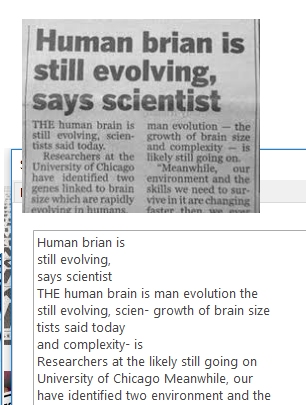 Human brian is
still evolving,
says scientist
THE human brain is
still evolving, scien-
tists said today.
Researchers at the
University of Chicago
have identified two
genes linked to brain
size which are rapidly
evolving in humans.
man evolution — the
growth of brain size
and complexity — is
likely still going on.
"Meanwhile, our
environment and the
skills we need to sur-
vive in it are changing
faster then we ever
Human brian is
still evolving,
says scientist
THE human brain is man evolution the
still evolving, scien- growth of brain size
tists said today
and complexity- is
Researchers at the likely still going on
University of Chicago Meanwhile, our
have identified two environment and the